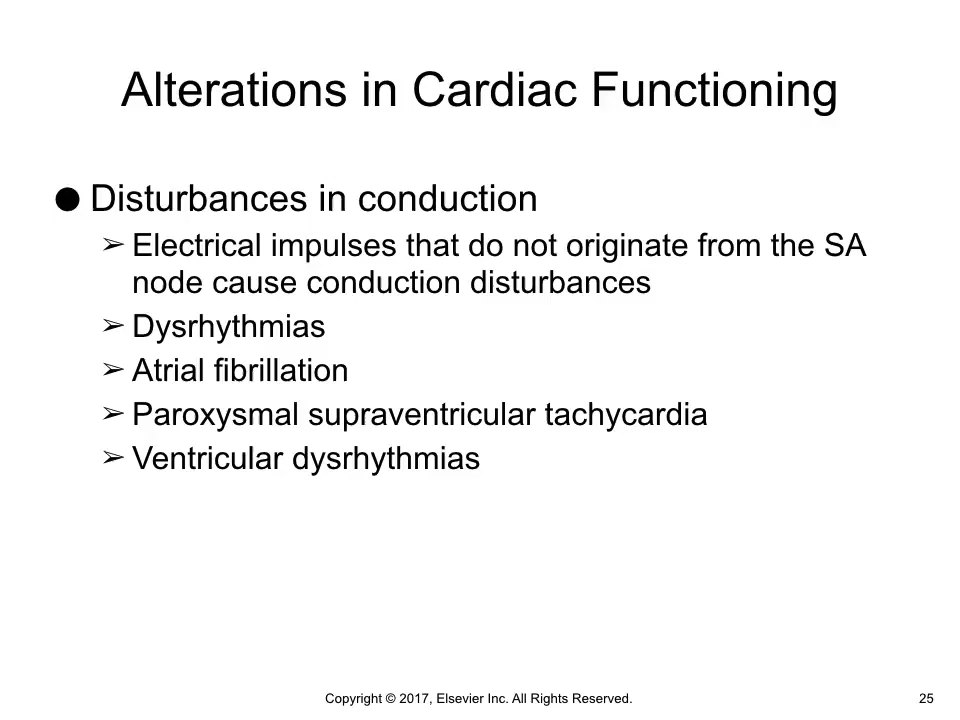 Alterations in Cardiac Functioning
● Disturbances in conduction
➢ Electrical impulses that do not originate from the SA
node cause conduction disturbances
➢ Dysrhythmias
➢ Atrial fibrillation
➢ Paroxysmal supraventricular tachycardia
➢ Ventricular dysrhythmias
Copyright © 2017, Elsevier Inc. All Rights Reserved.
25